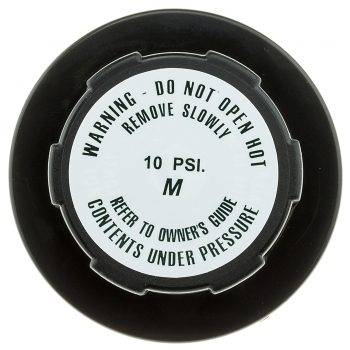 WARNING - DO NOT OPEN HOT
REMOVE SLOWLY
10 PSI.
M
REFER TO OWNER'S GUIDE
CONTENTS UNDER PRESSURE